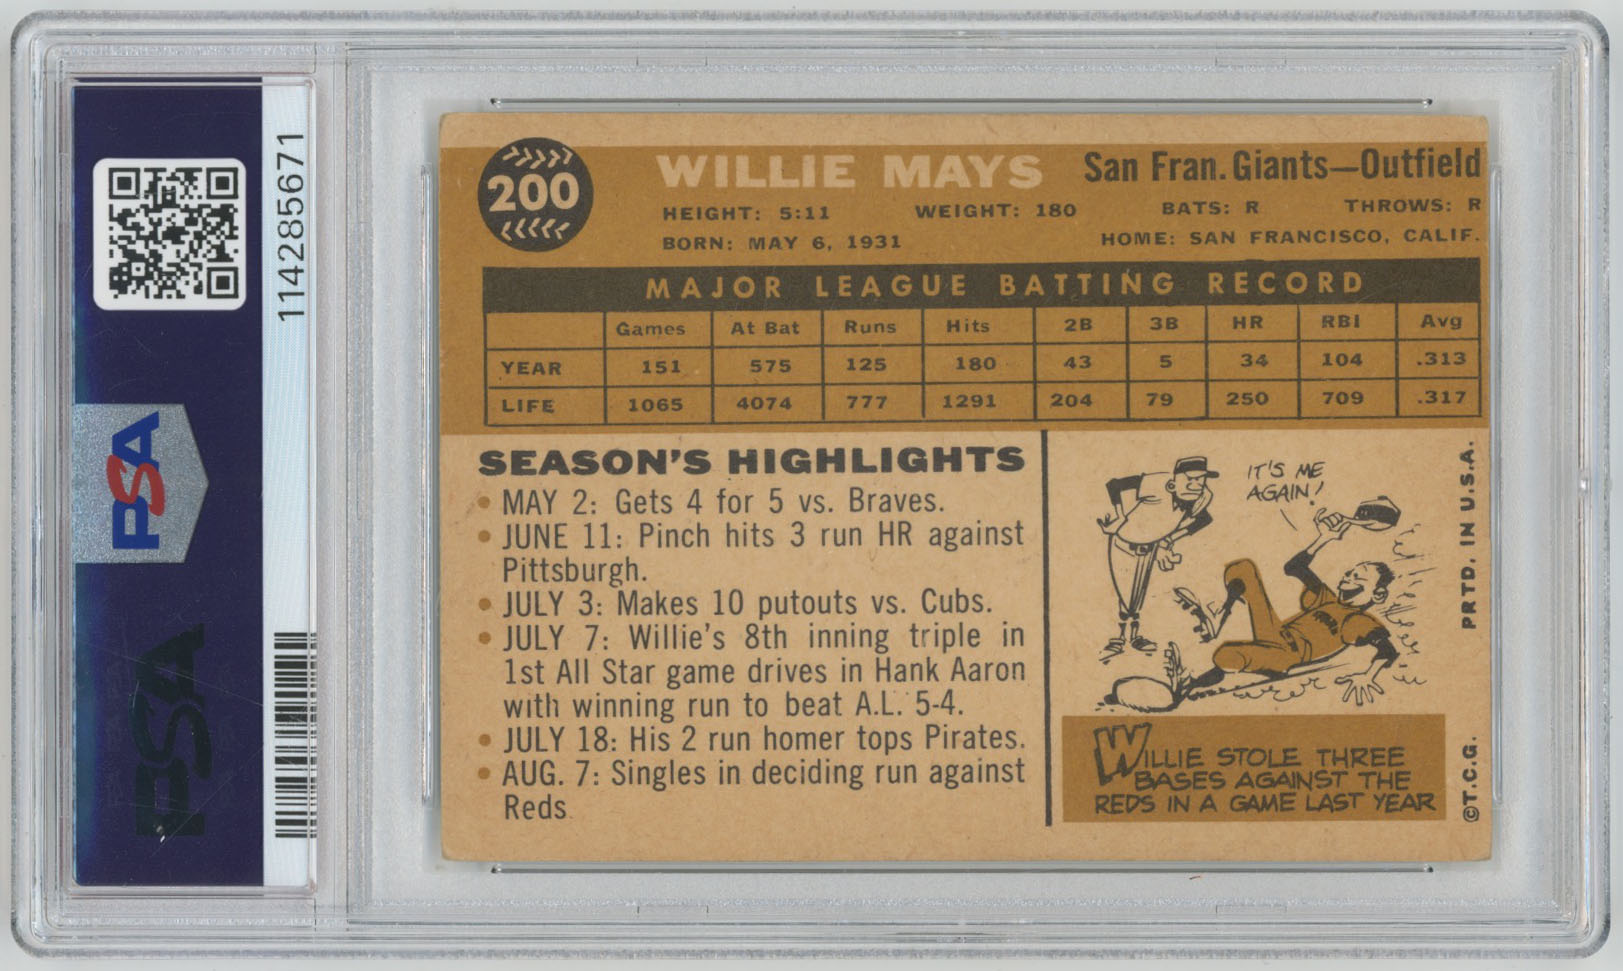 114285671
PSA
PSA
200
WILLIE MAYS
San Fran. Giants—Outfield
HEIGHT: 5:11 WEIGHT: 180 BATS: R THROWS: R
BORN: MAY 6, 1931 HOME: SAN FRANCISCO, CALIF.
MAJOR LEAGUE BATTING RECORD
Games At Bat Runs Hits 2B 3B HR RBI Avg
YEAR 151 575 125 180 43 5 34 104 .313
LIFE 1065 4074 777 1291 204 79 250 709 .317
SEASON'S HIGHLIGHTS
• MAY 2: Gets 4 for 5 vs. Braves.
• JUNE 11: Pinch hits 3 run HR against
Pittsburgh.
• JULY 3: Makes 10 putouts vs. Cubs.
• JULY 7: Willie's 8th inning triple in
1st All Star game drives in Hank Aaron
with winning run to beat A.L. 5-4.
• JULY 18: His 2 run homer tops Pirates.
• AUG. 7: Singles in deciding run against
Reds.
IT'S ME
AGAIN!
WILLIE STOLE THREE
BASES AGAINST THE
REDS IN A GAME LAST YEAR
©T.C.G. PRTD. IN U.S.A.